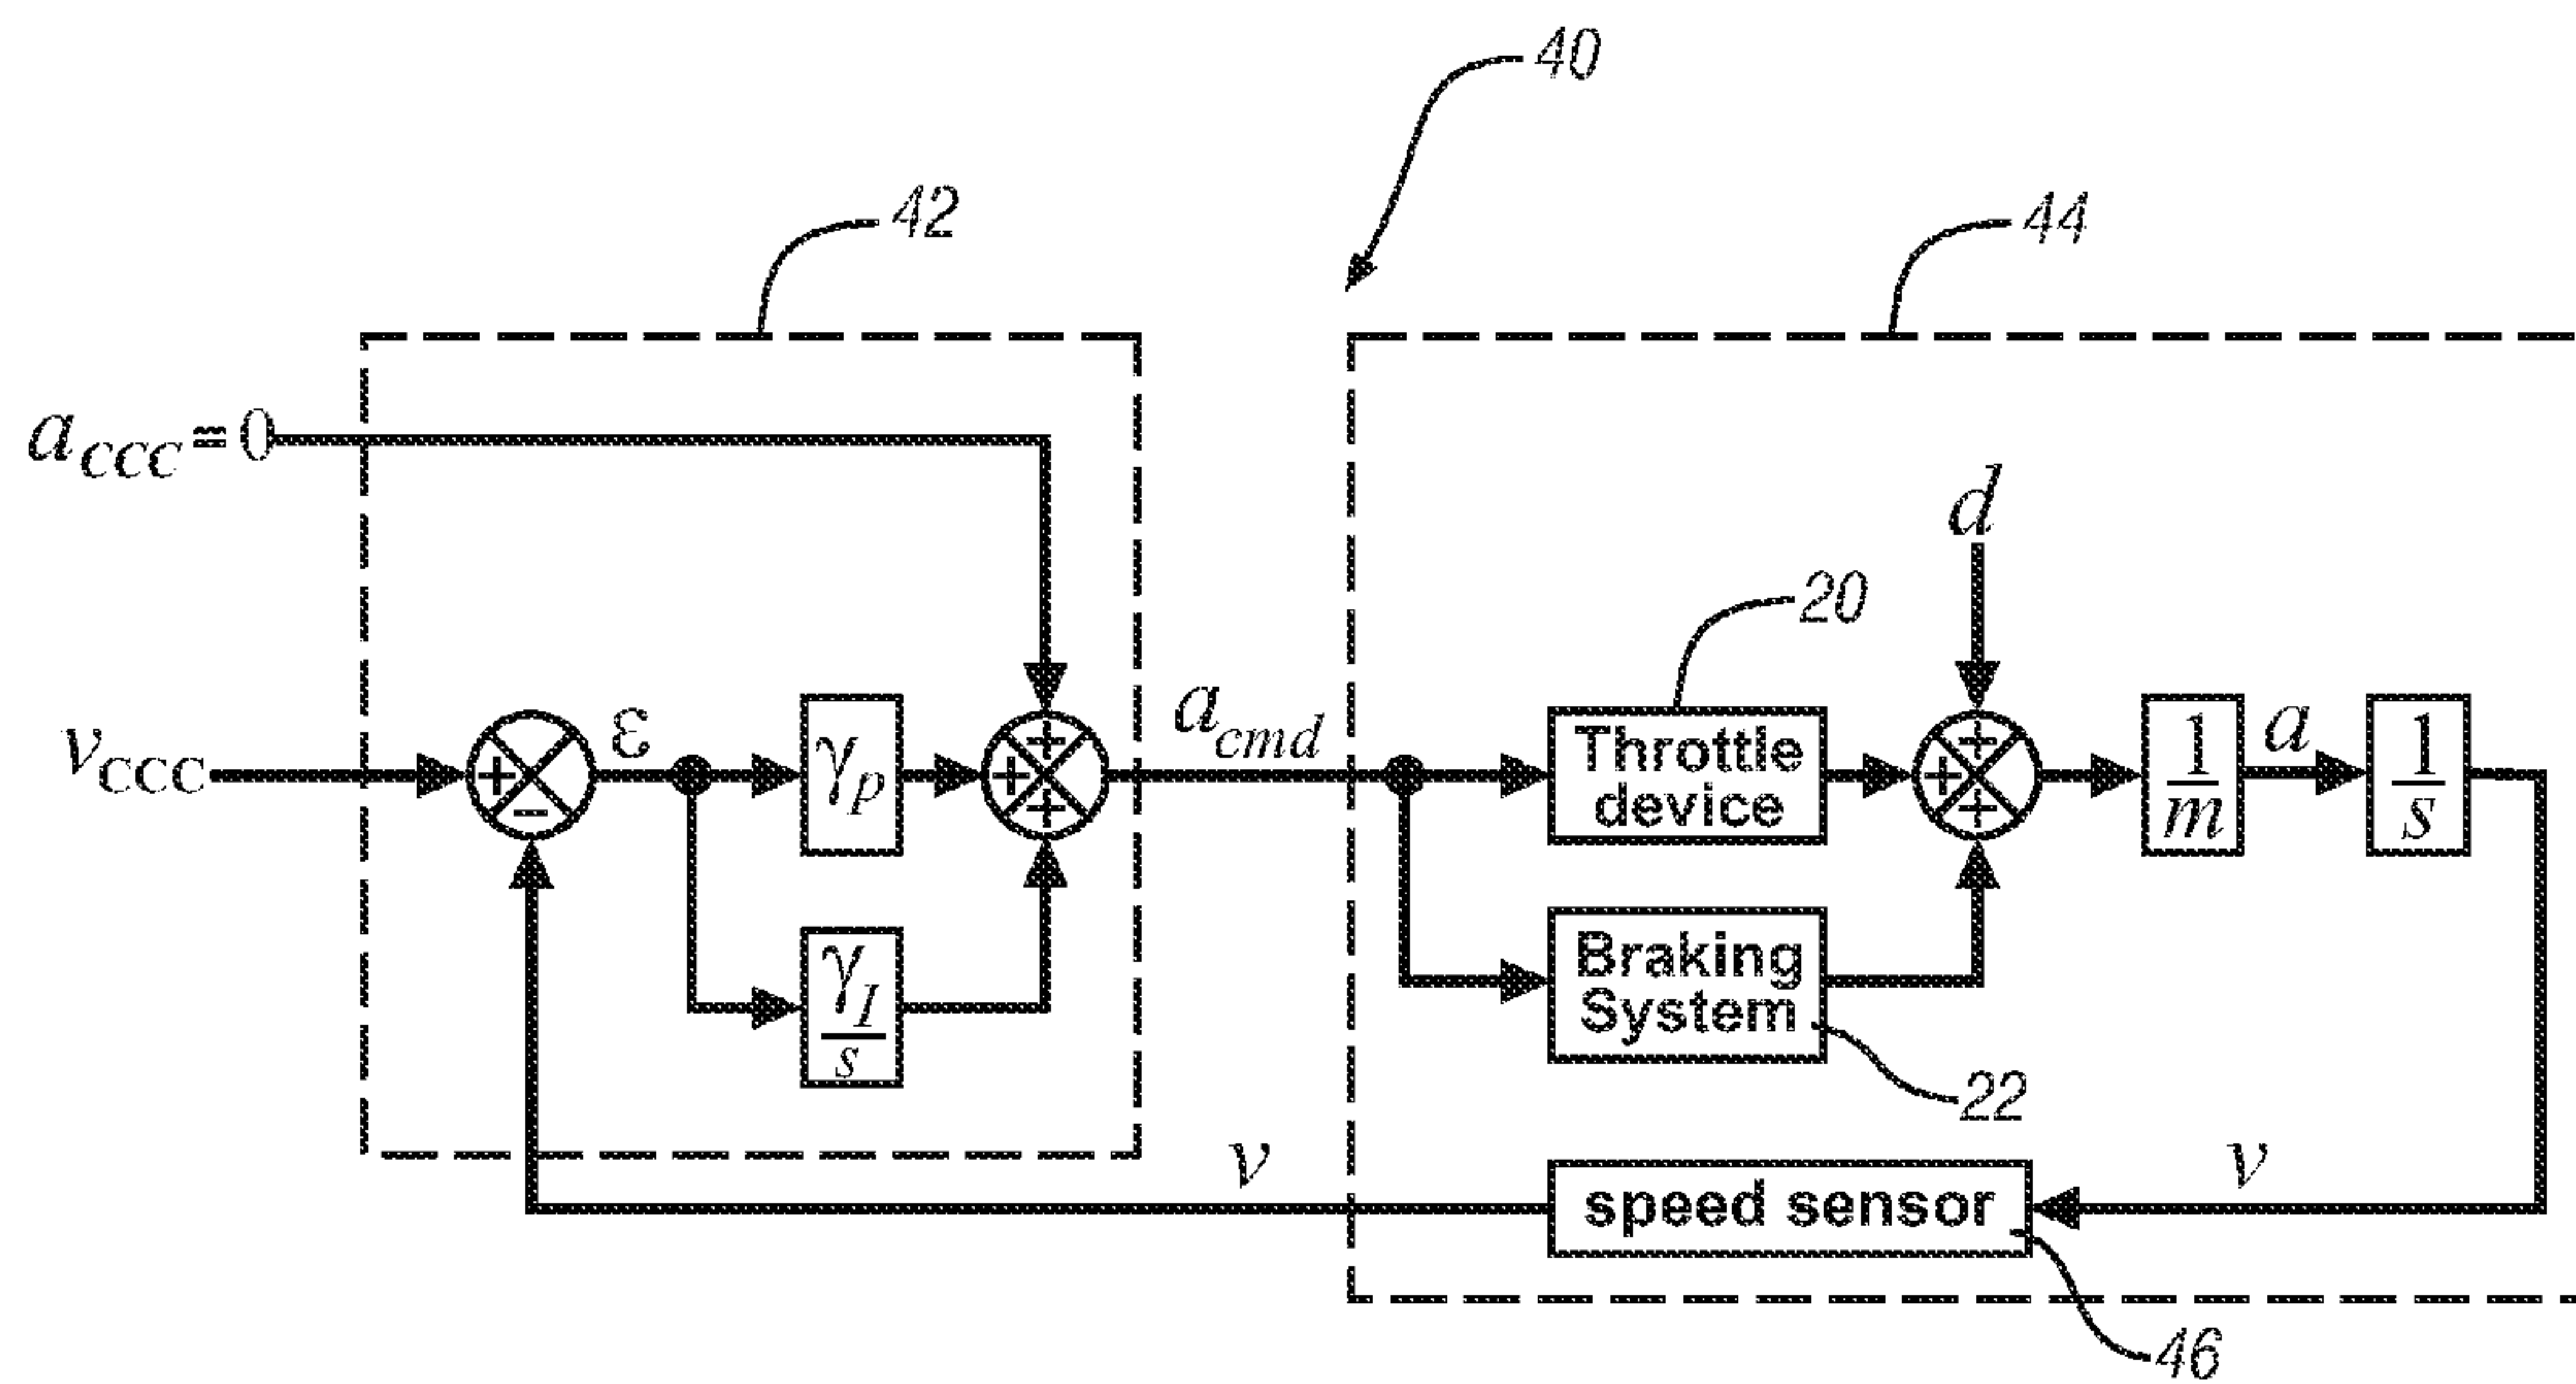 40
42
44
a_ccc = 0
d
20
v_CCC
+
-
ε
γ_p
+
+
+
a_cmd
Throttle
device
+
+
+
1
m
a
1
s
γ_I
s
Braking
System
22
v
speed sensor
v
46